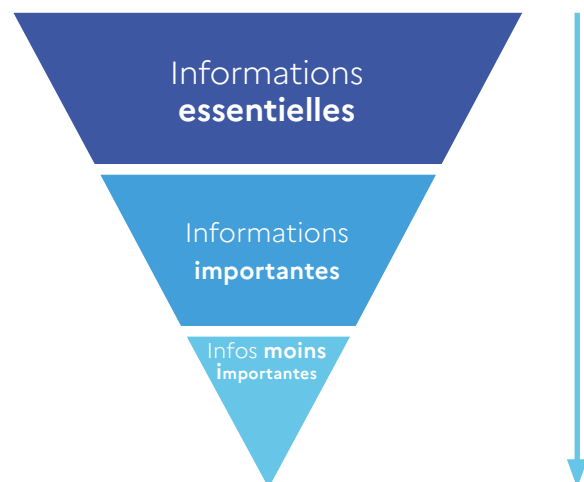 Informations
essentielles
Informations
importantes
Infos moins
importantes